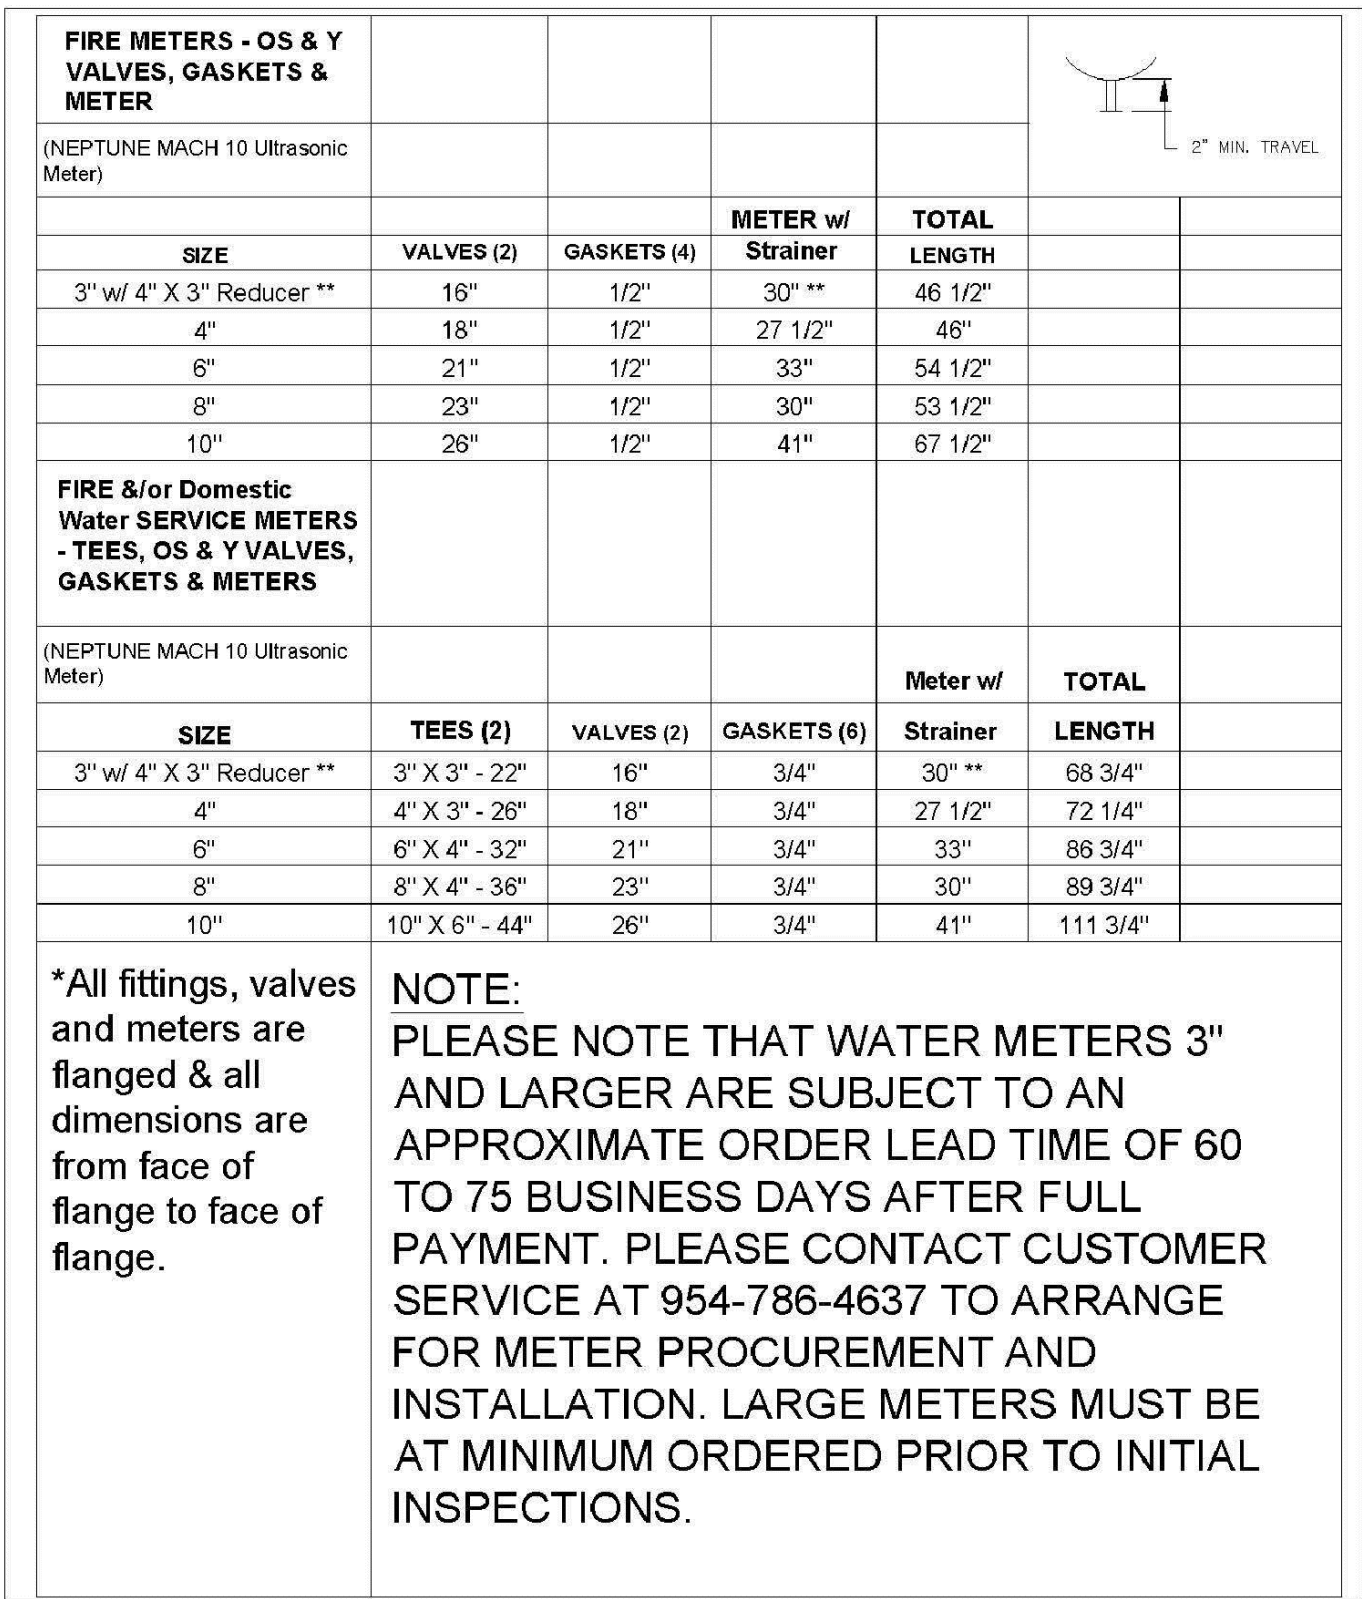 FIRE METERS - OS & Y
VALVES, GASKETS &
METER
2" MIN. TRAVEL
(NEPTUNE MACH 10 Ultrasonic
Meter)
METER w/ TOTAL
SIZE VALVES (2) GASKETS (4) Strainer LENGTH
3" w/ 4" X 3" Reducer ** 16" 1/2" 30" ** 46 1/2"
4" 18" 1/2" 27 1/2" 46"
6" 21" 1/2" 33" 54 1/2"
8" 23" 1/2" 30" 53 1/2"
10" 26" 1/2" 41" 67 1/2"
FIRE &/or Domestic
Water SERVICE METERS
- TEES, OS & Y VALVES,
GASKETS & METERS
(NEPTUNE MACH 10 Ultrasonic
Meter) Meter w/ TOTAL
SIZE TEES (2) VALVES (2) GASKETS (6) Strainer LENGTH
3" w/ 4" X 3" Reducer ** 3" X 3" - 22" 16" 3/4" 30" ** 68 3/4"
4" 4" X 3" - 26" 18" 3/4" 27 1/2" 72 1/4"
6" 6" X 4" - 32" 21" 3/4" 33" 86 3/4"
8" 8" X 4" - 36" 23" 3/4" 30" 89 3/4"
10" 10" X 6" - 44" 26" 3/4" 41" 111 3/4"
*All fittings, valves
and meters are
flanged & all
dimensions are
from face of
flange to face of
flange.
NOTE:
PLEASE NOTE THAT WATER METERS 3"
AND LARGER ARE SUBJECT TO AN
APPROXIMATE ORDER LEAD TIME OF 60
TO 75 BUSINESS DAYS AFTER FULL
PAYMENT. PLEASE CONTACT CUSTOMER
SERVICE AT 954-786-4637 TO ARRANGE
FOR METER PROCUREMENT AND
INSTALLATION. LARGE METERS MUST BE
AT MINIMUM ORDERED PRIOR TO INITIAL
INSPECTIONS.